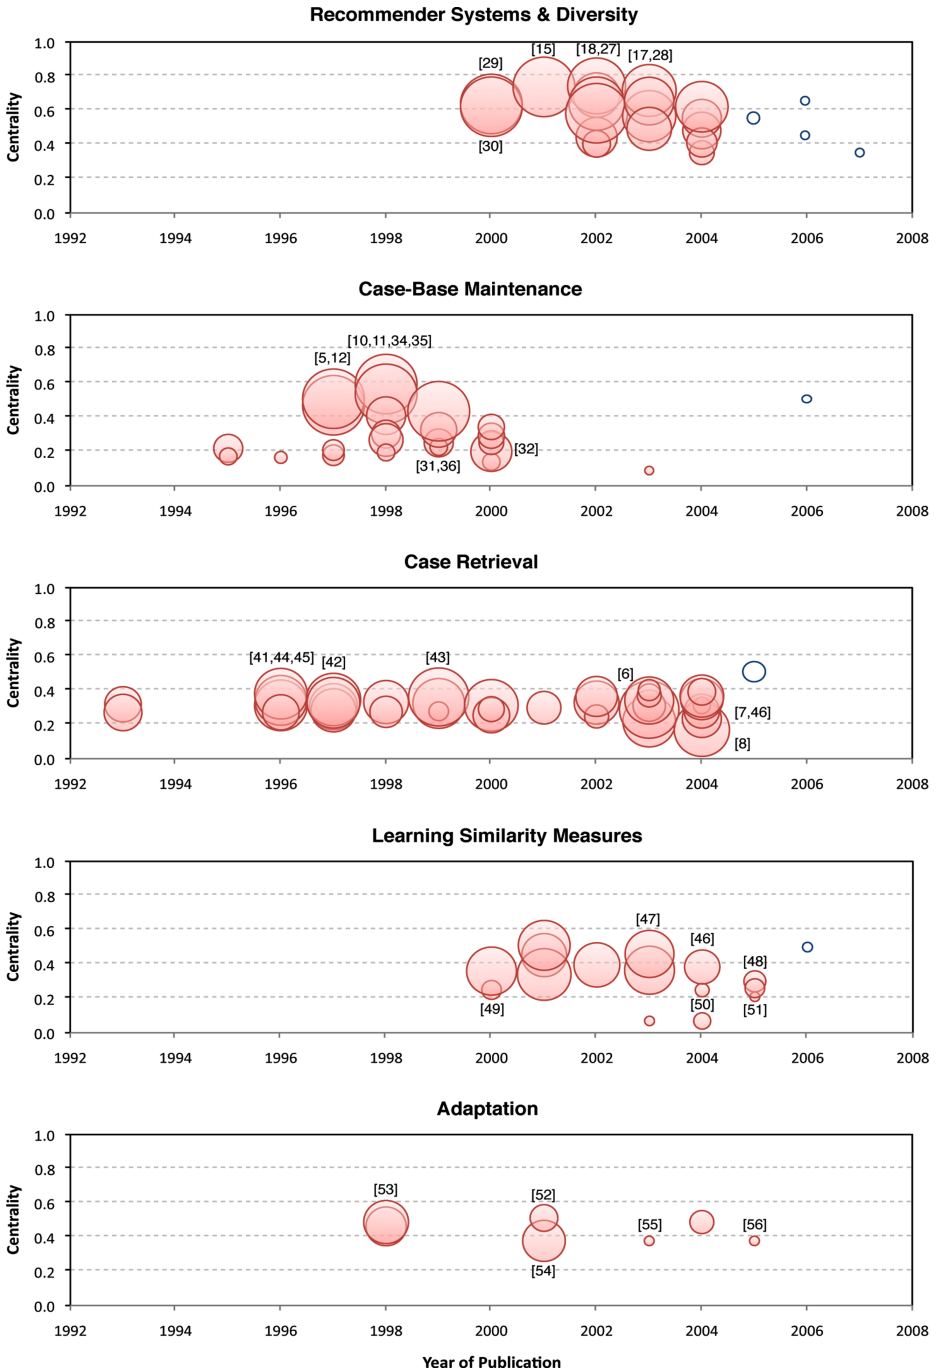 Recommender Systems & Diversity
1.0
[15] [18,27]
[29] [17,28]
0.8
0.6
0.4 [30]
0.2
0.0
Centrality
1992 1994 1996 1998 2000 2002 2004 2006 2008
Case-Base Maintenance
1.0
[10,11,34,35]
0.8
[5,12]
0.6
0.4
0.2 [32]
[31,36]
0.0
Centrality
1992 1994 1996 1998 2000 2002 2004 2006 2008
Case Retrieval
1.0
0.8
0.6 [41,44,45] [42] [43]
[6]
0.4
[7,46]
0.2
[8]
0.0
Centrality
1992 1994 1996 1998 2000 2002 2004 2006 2008
Learning Similarity Measures
1.0
0.8
0.6 [47]
[46]
0.4 [48]
0.2
[49] [50] [51]
0.0
Centrality
1992 1994 1996 1998 2000 2002 2004 2006 2008
Adaptation
1.0
0.8
[53] [52]
0.6
[55] [56]
0.4
0.2 [54]
0.0
Centrality
1992 1994 1996 1998 2000 2002 2004 2006 2008
Year of Publication